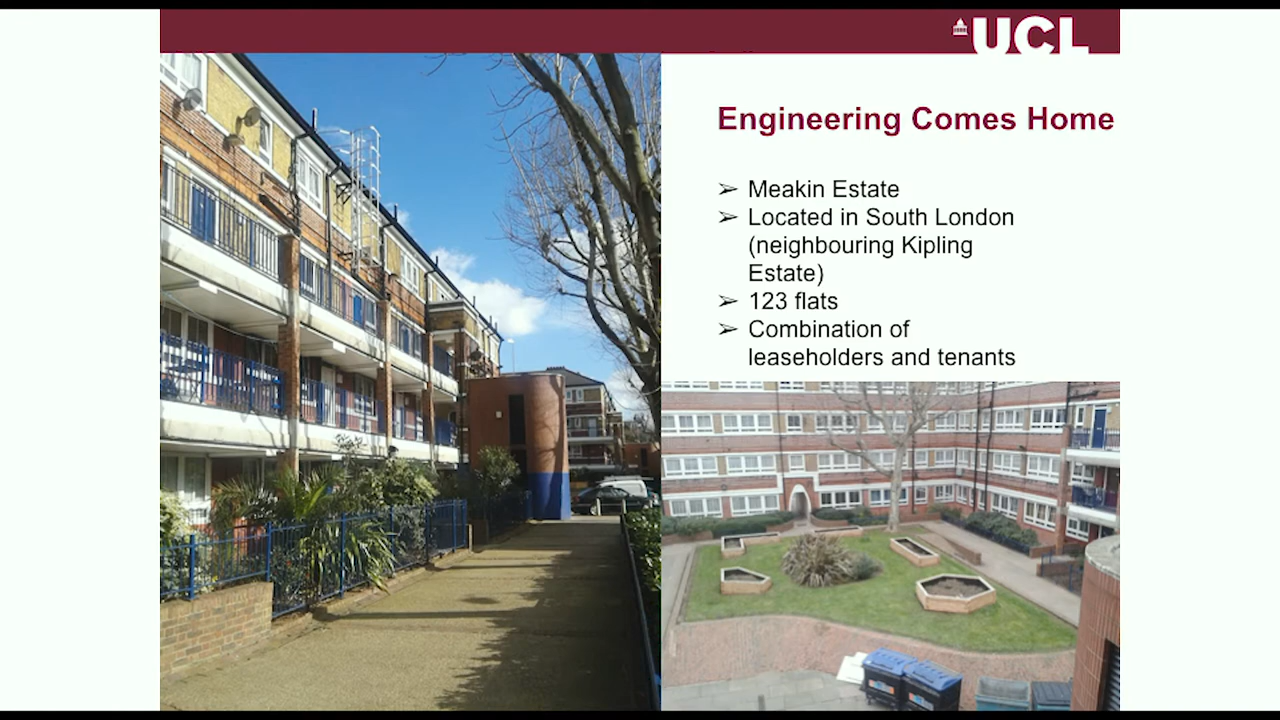 UCL
Engineering Comes Home
➢ Meakin Estate
➢ Located in South London
(neighbouring Kipling
Estate)
➢ 123 flats
➢ Combination of
leaseholders and tenants